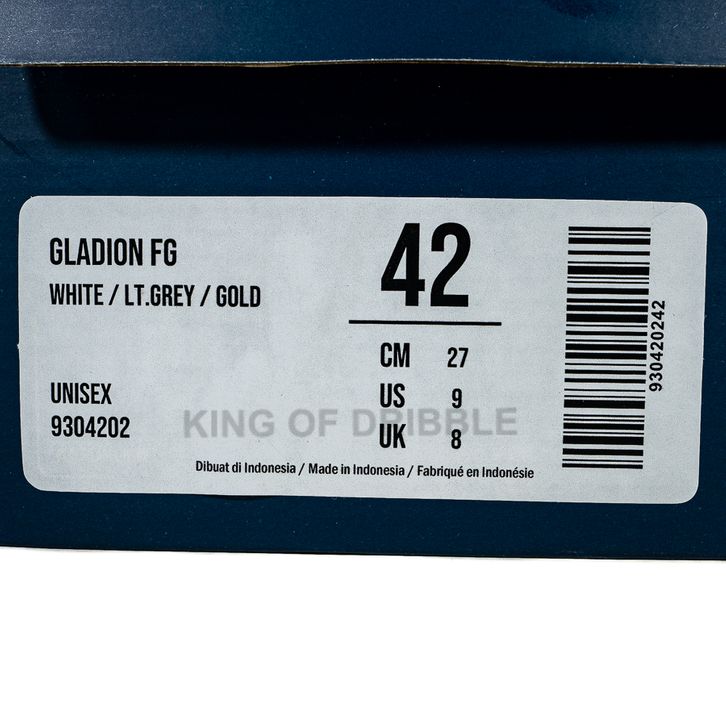 GLADION FG
WHITE / LT.GREY / GOLD
UNISEX
9304202
42
CM 27
US 9
UK 8
KING OF DRIBBLE
Dibuat di Indonesia / Made in Indonesia / Fabriqué en Indonésie
930420242